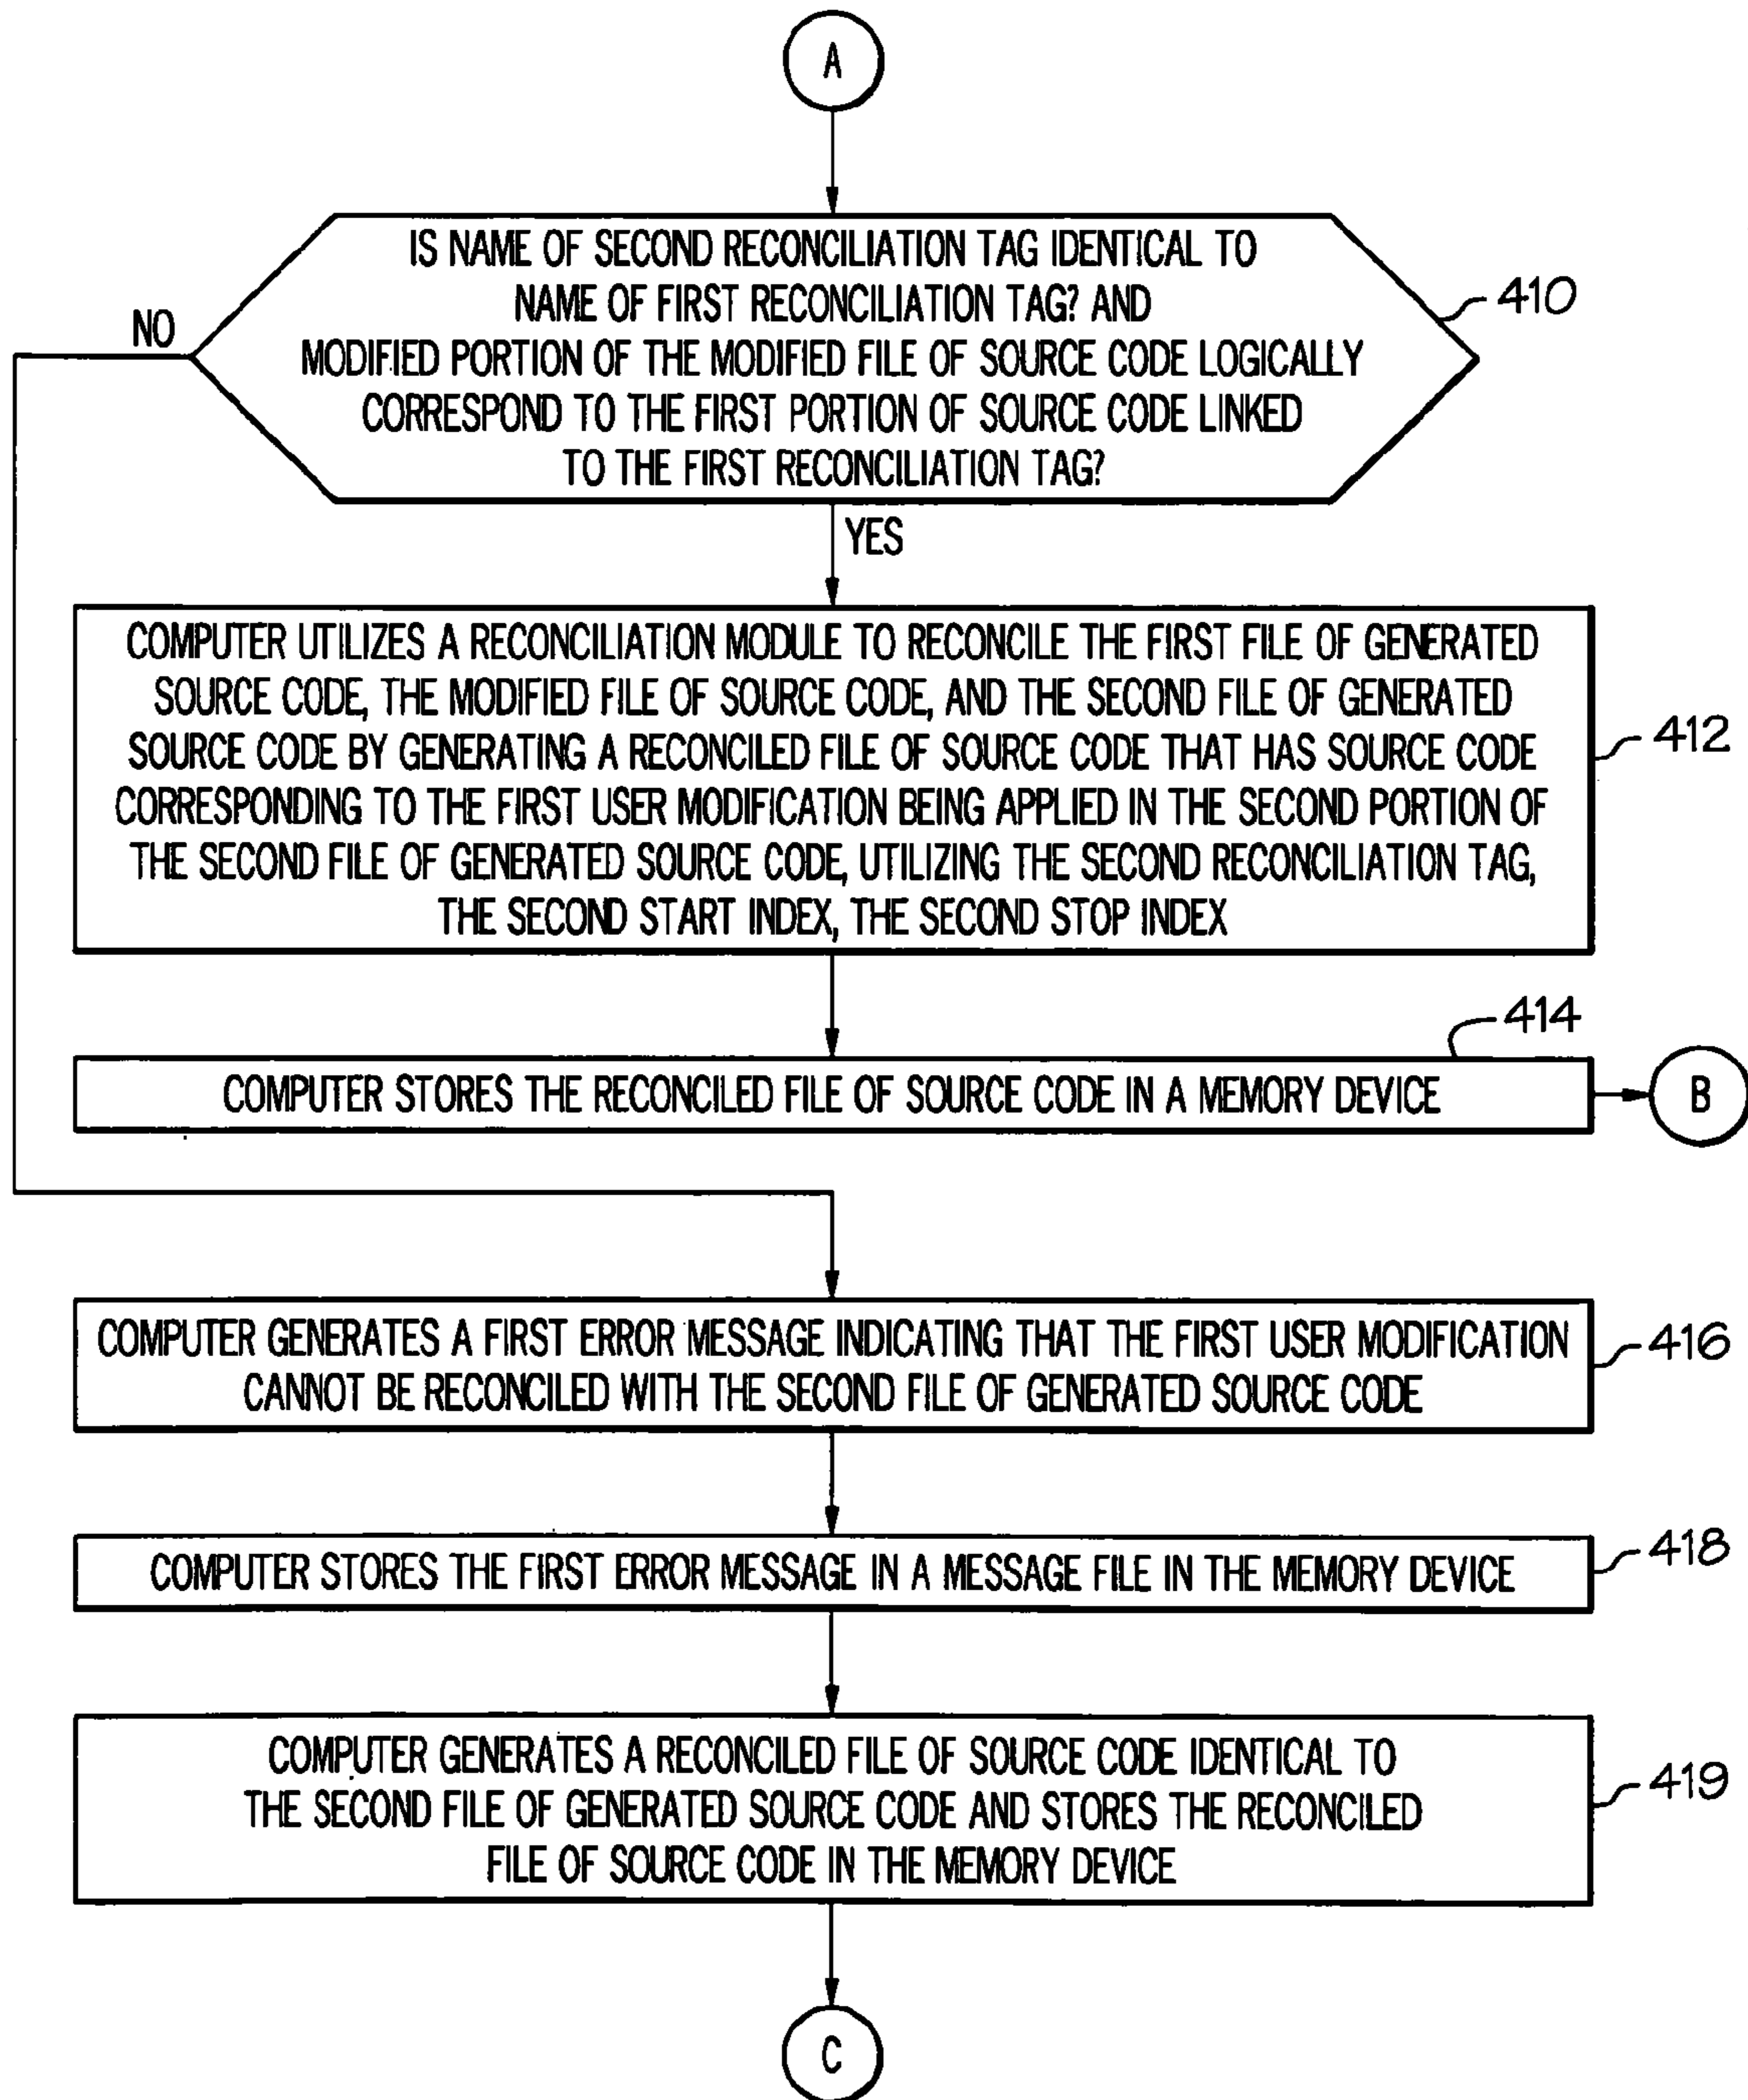 A
IS NAME OF SECOND RECONCILIATION TAG IDENTICAL TO
NAME OF FIRST RECONCILIATION TAG? AND
MODIFIED PORTION OF THE MODIFIED FILE OF SOURCE CODE LOGICALLY
CORRESPOND TO THE FIRST PORTION OF SOURCE CODE LINKED
TO THE FIRST RECONCILIATION TAG?
410
NO
YES
COMPUTER UTILIZES A RECONCILIATION MODULE TO RECONCILE THE FIRST FILE OF GENERATED
SOURCE CODE, THE MODIFIED FILE OF SOURCE CODE, AND THE SECOND FILE OF GENERATED
SOURCE CODE BY GENERATING A RECONCILED FILE OF SOURCE CODE THAT HAS SOURCE CODE
CORRESPONDING TO THE FIRST USER MODIFICATION BEING APPLIED IN THE SECOND PORTION OF
THE SECOND FILE OF GENERATED SOURCE CODE, UTILIZING THE SECOND RECONCILIATION TAG,
THE SECOND START INDEX, THE SECOND STOP INDEX
412
414
COMPUTER STORES THE RECONCILED FILE OF SOURCE CODE IN A MEMORY DEVICE
B
COMPUTER GENERATES A FIRST ERROR MESSAGE INDICATING THAT THE FIRST USER MODIFICATION
CANNOT BE RECONCILED WITH THE SECOND FILE OF GENERATED SOURCE CODE
416
COMPUTER STORES THE FIRST ERROR MESSAGE IN A MESSAGE FILE IN THE MEMORY DEVICE
418
COMPUTER GENERATES A RECONCILED FILE OF SOURCE CODE IDENTICAL TO
THE SECOND FILE OF GENERATED SOURCE CODE AND STORES THE RECONCILED
FILE OF SOURCE CODE IN THE MEMORY DEVICE
419
C